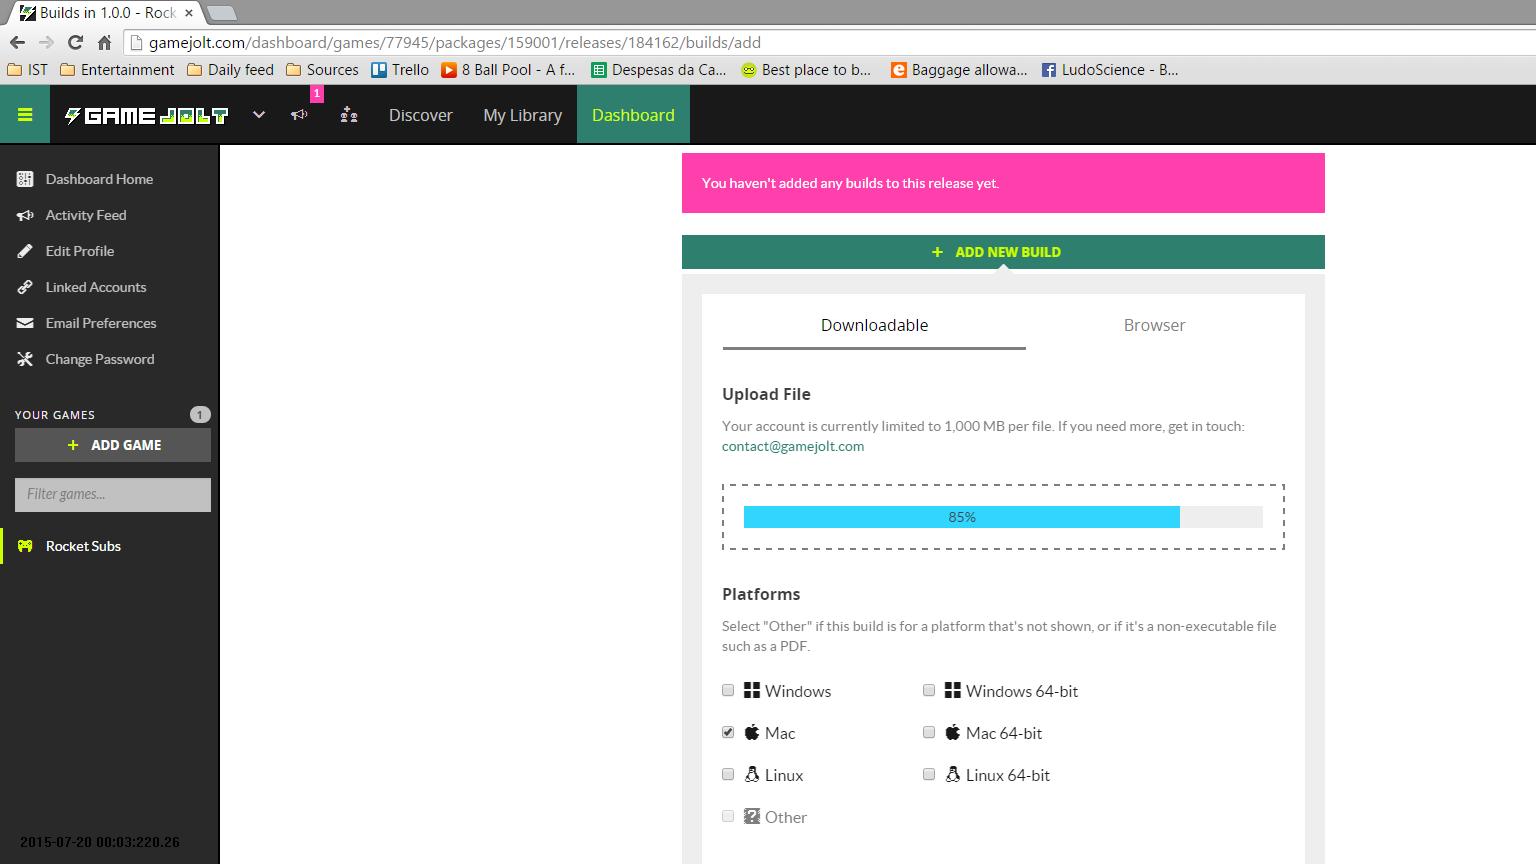 Builds in 1.0.0 - Rock
gamejolt.com/dashboard/games/77945/packages/159001/releases/184162/builds/add
IST Entertainment Daily feed Sources Trello 8 Ball Pool - A f... Despesas da Ca... Best place to b... Baggage allowa... LudoScience - B...
1
GAME JOLT Discover My Library Dashboard
Dashboard Home
Activity Feed
Edit Profile
Linked Accounts
Email Preferences
Change Password
YOUR GAMES 1
+ ADD GAME
Filter games...
Rocket Subs
2015-07-20 00:03:220.26
You haven't added any builds to this release yet.
+ ADD NEW BUILD
Downloadable Browser
Upload File
Your account is currently limited to 1,000 MB per file. If you need more, get in touch:
contact@gamejolt.com
85%
Platforms
Select "Other" if this build is for a platform that's not shown, or if it's a non-executable file
such as a PDF.
Windows Windows 64-bit
Mac Mac 64-bit
Linux Linux 64-bit
Other